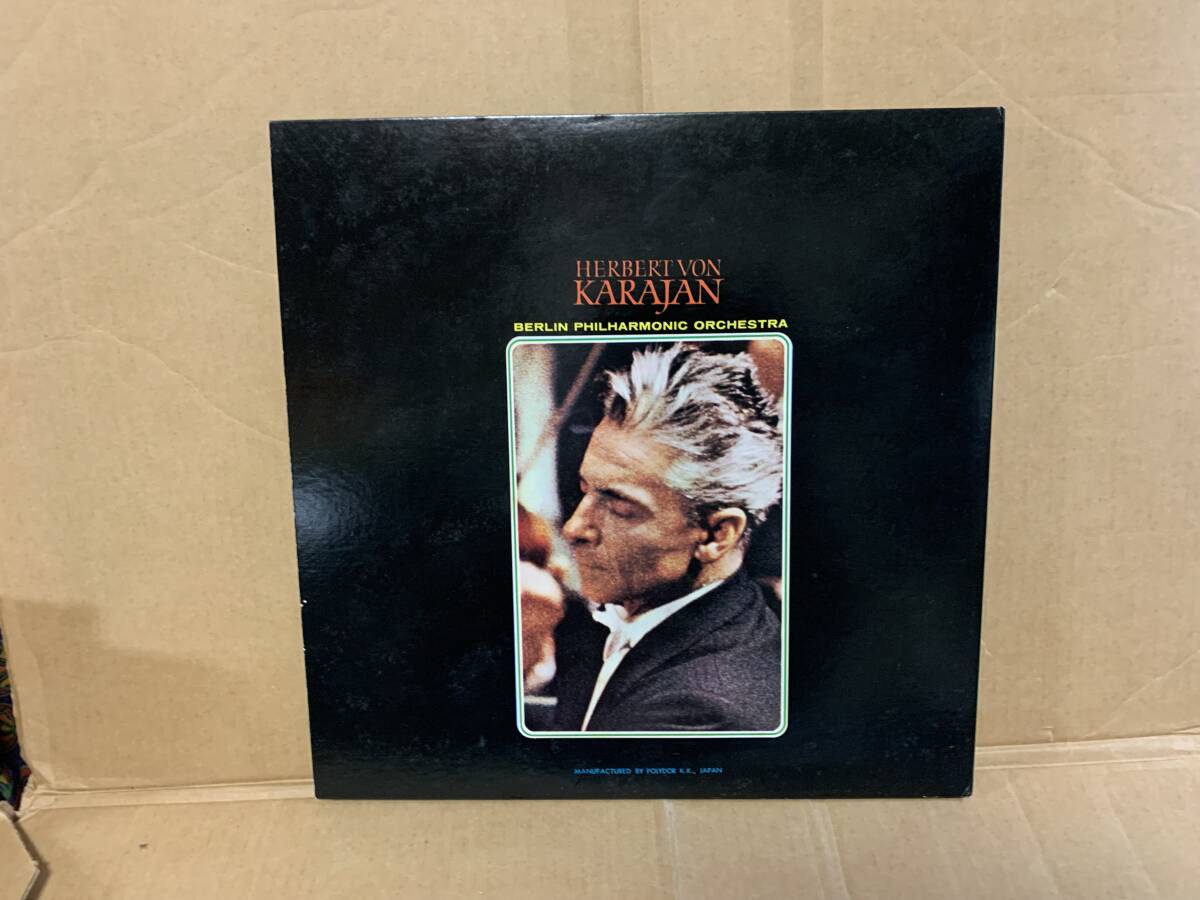 HERBERT VON
KARAJAN
BERLIN PHILHARMONIC ORCHESTRA
MANUFACTURED BY POLYDOR K.K., JAPAN